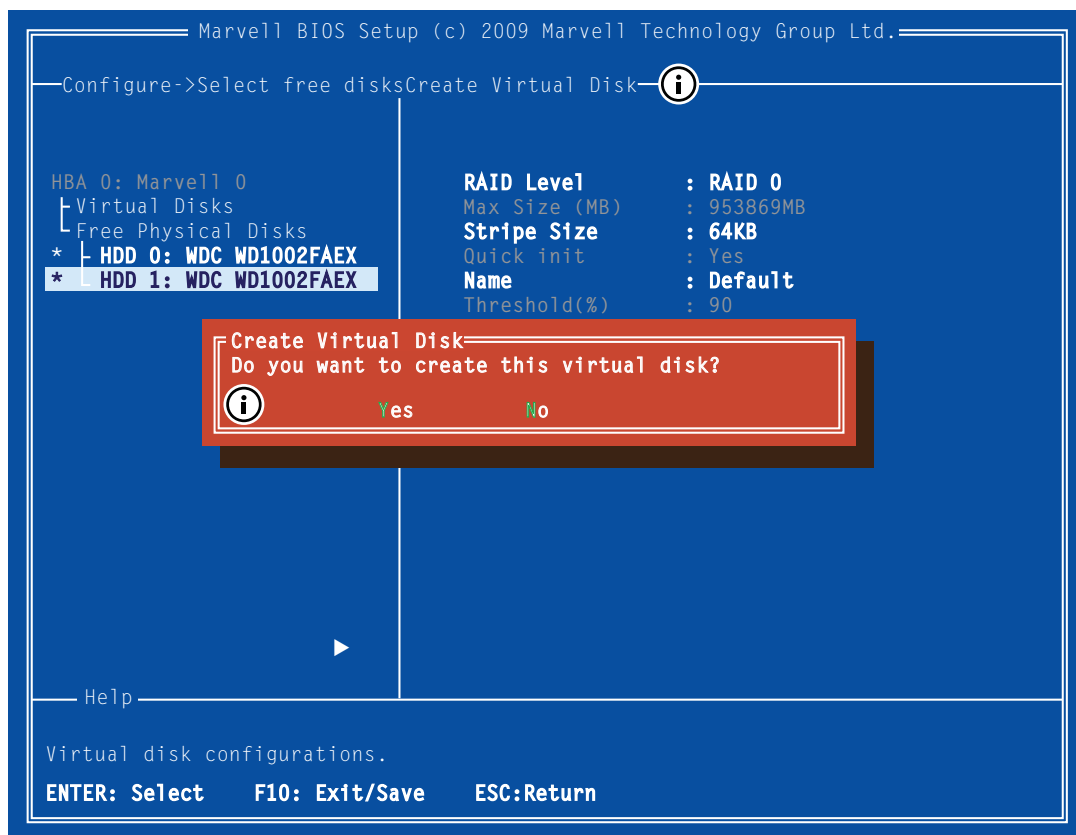 Marvell BIOS Setup (c) 2009 Marvell Technology Group Ltd.
Configure->Select free disksCreate Virtual Disk
i
HBA 0: Marvell 0
Virtual Disks
Free Physical Disks
* HDD 0: WDC WD1002FAEX
* HDD 1: WDC WD1002FAEX
RAID Level : RAID 0
Max Size (MB) : 953869MB
Stripe Size : 64KB
Quick init : Yes
Name : Default
Threshold(%) : 90
Create Virtual Disk
Do you want to create this virtual disk?
i
Yes No
Help
Virtual disk configurations.
ENTER: Select F10: Exit/Save ESC:Return